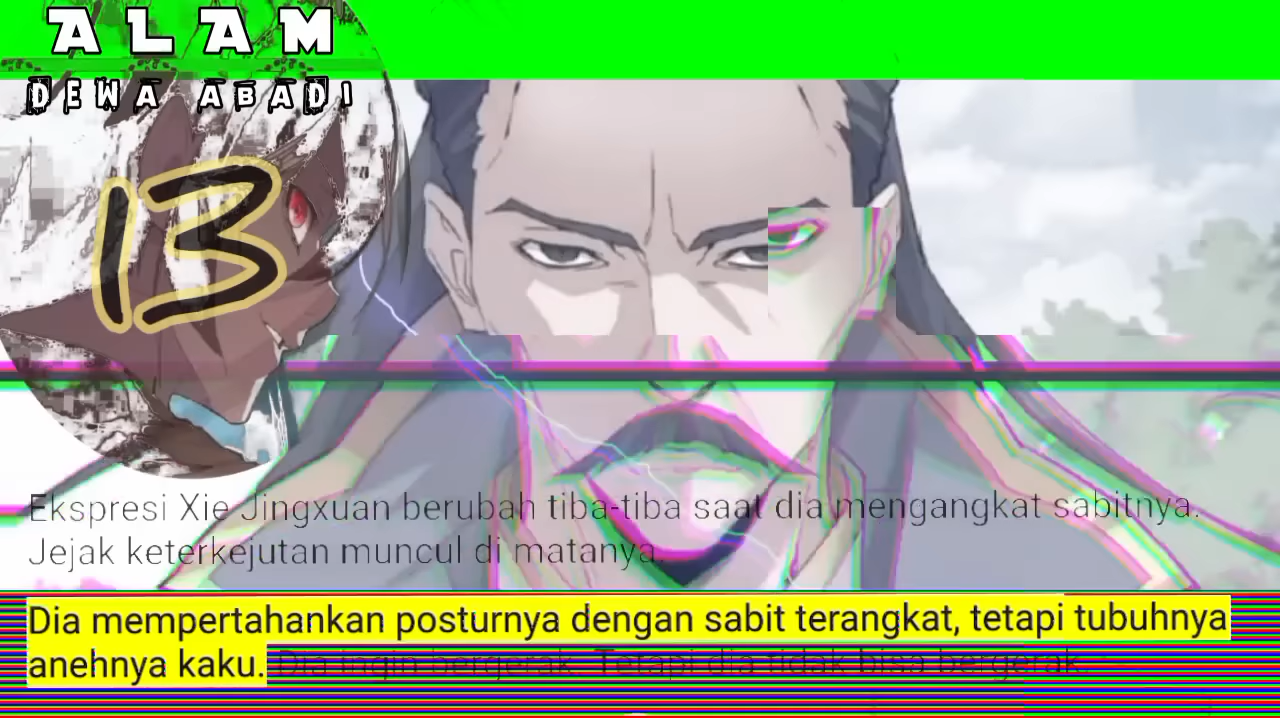 ALAM
DEWA ABADI
13
Ekspresi Xie Jingxuan berubah tiba-tiba saat dia mengangkat sabitnya.
Jejak keterkejutan muncul di matanya.
Dia mempertahankan posturnya dengan sabit terangkat, tetapi tubuhnya
anehnya kaku. Dia ingin bergerak. Tetapi dia tidak bisa bergerak.